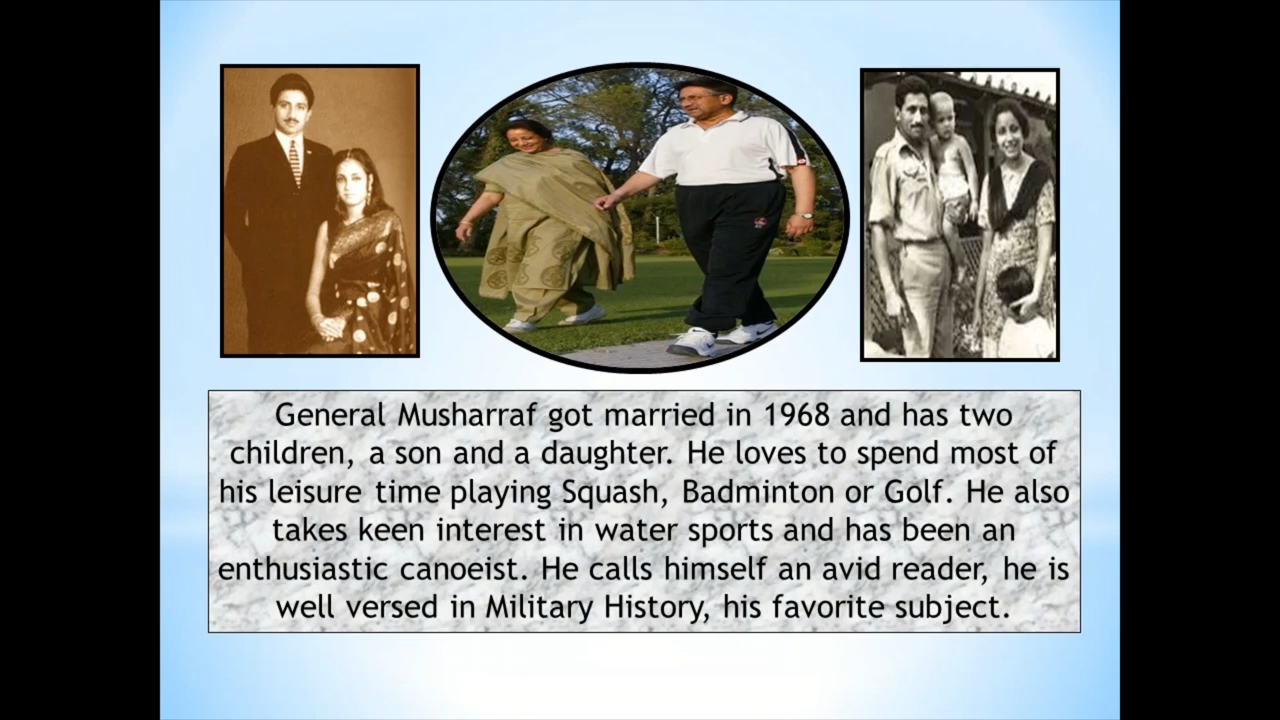 General Musharraf got married in 1968 and has two
children, a son and a daughter. He loves to spend most of
his leisure time playing Squash, Badminton or Golf. He also
takes keen interest in water sports and has been an
enthusiastic canoeist. He calls himself an avid reader, he is
well versed in Military History, his favorite subject.